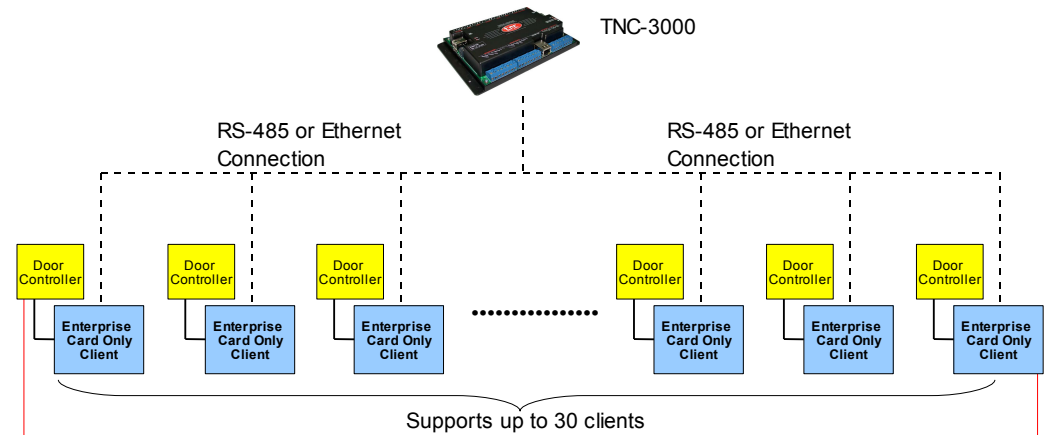 TNC-3000
RS-485 or Ethernet
Connection
RS-485 or Ethernet
Connection
Door
Controller
Door
Controller
Door
Controller
Door
Controller
Door
Controller
Door
Controller
Enterprise
Card Only
Client
Enterprise
Card Only
Client
Enterprise
Card Only
Client
Enterprise
Card Only
Client
Enterprise
Card Only
Client
Enterprise
Card Only
Client
Supports up to 30 clients